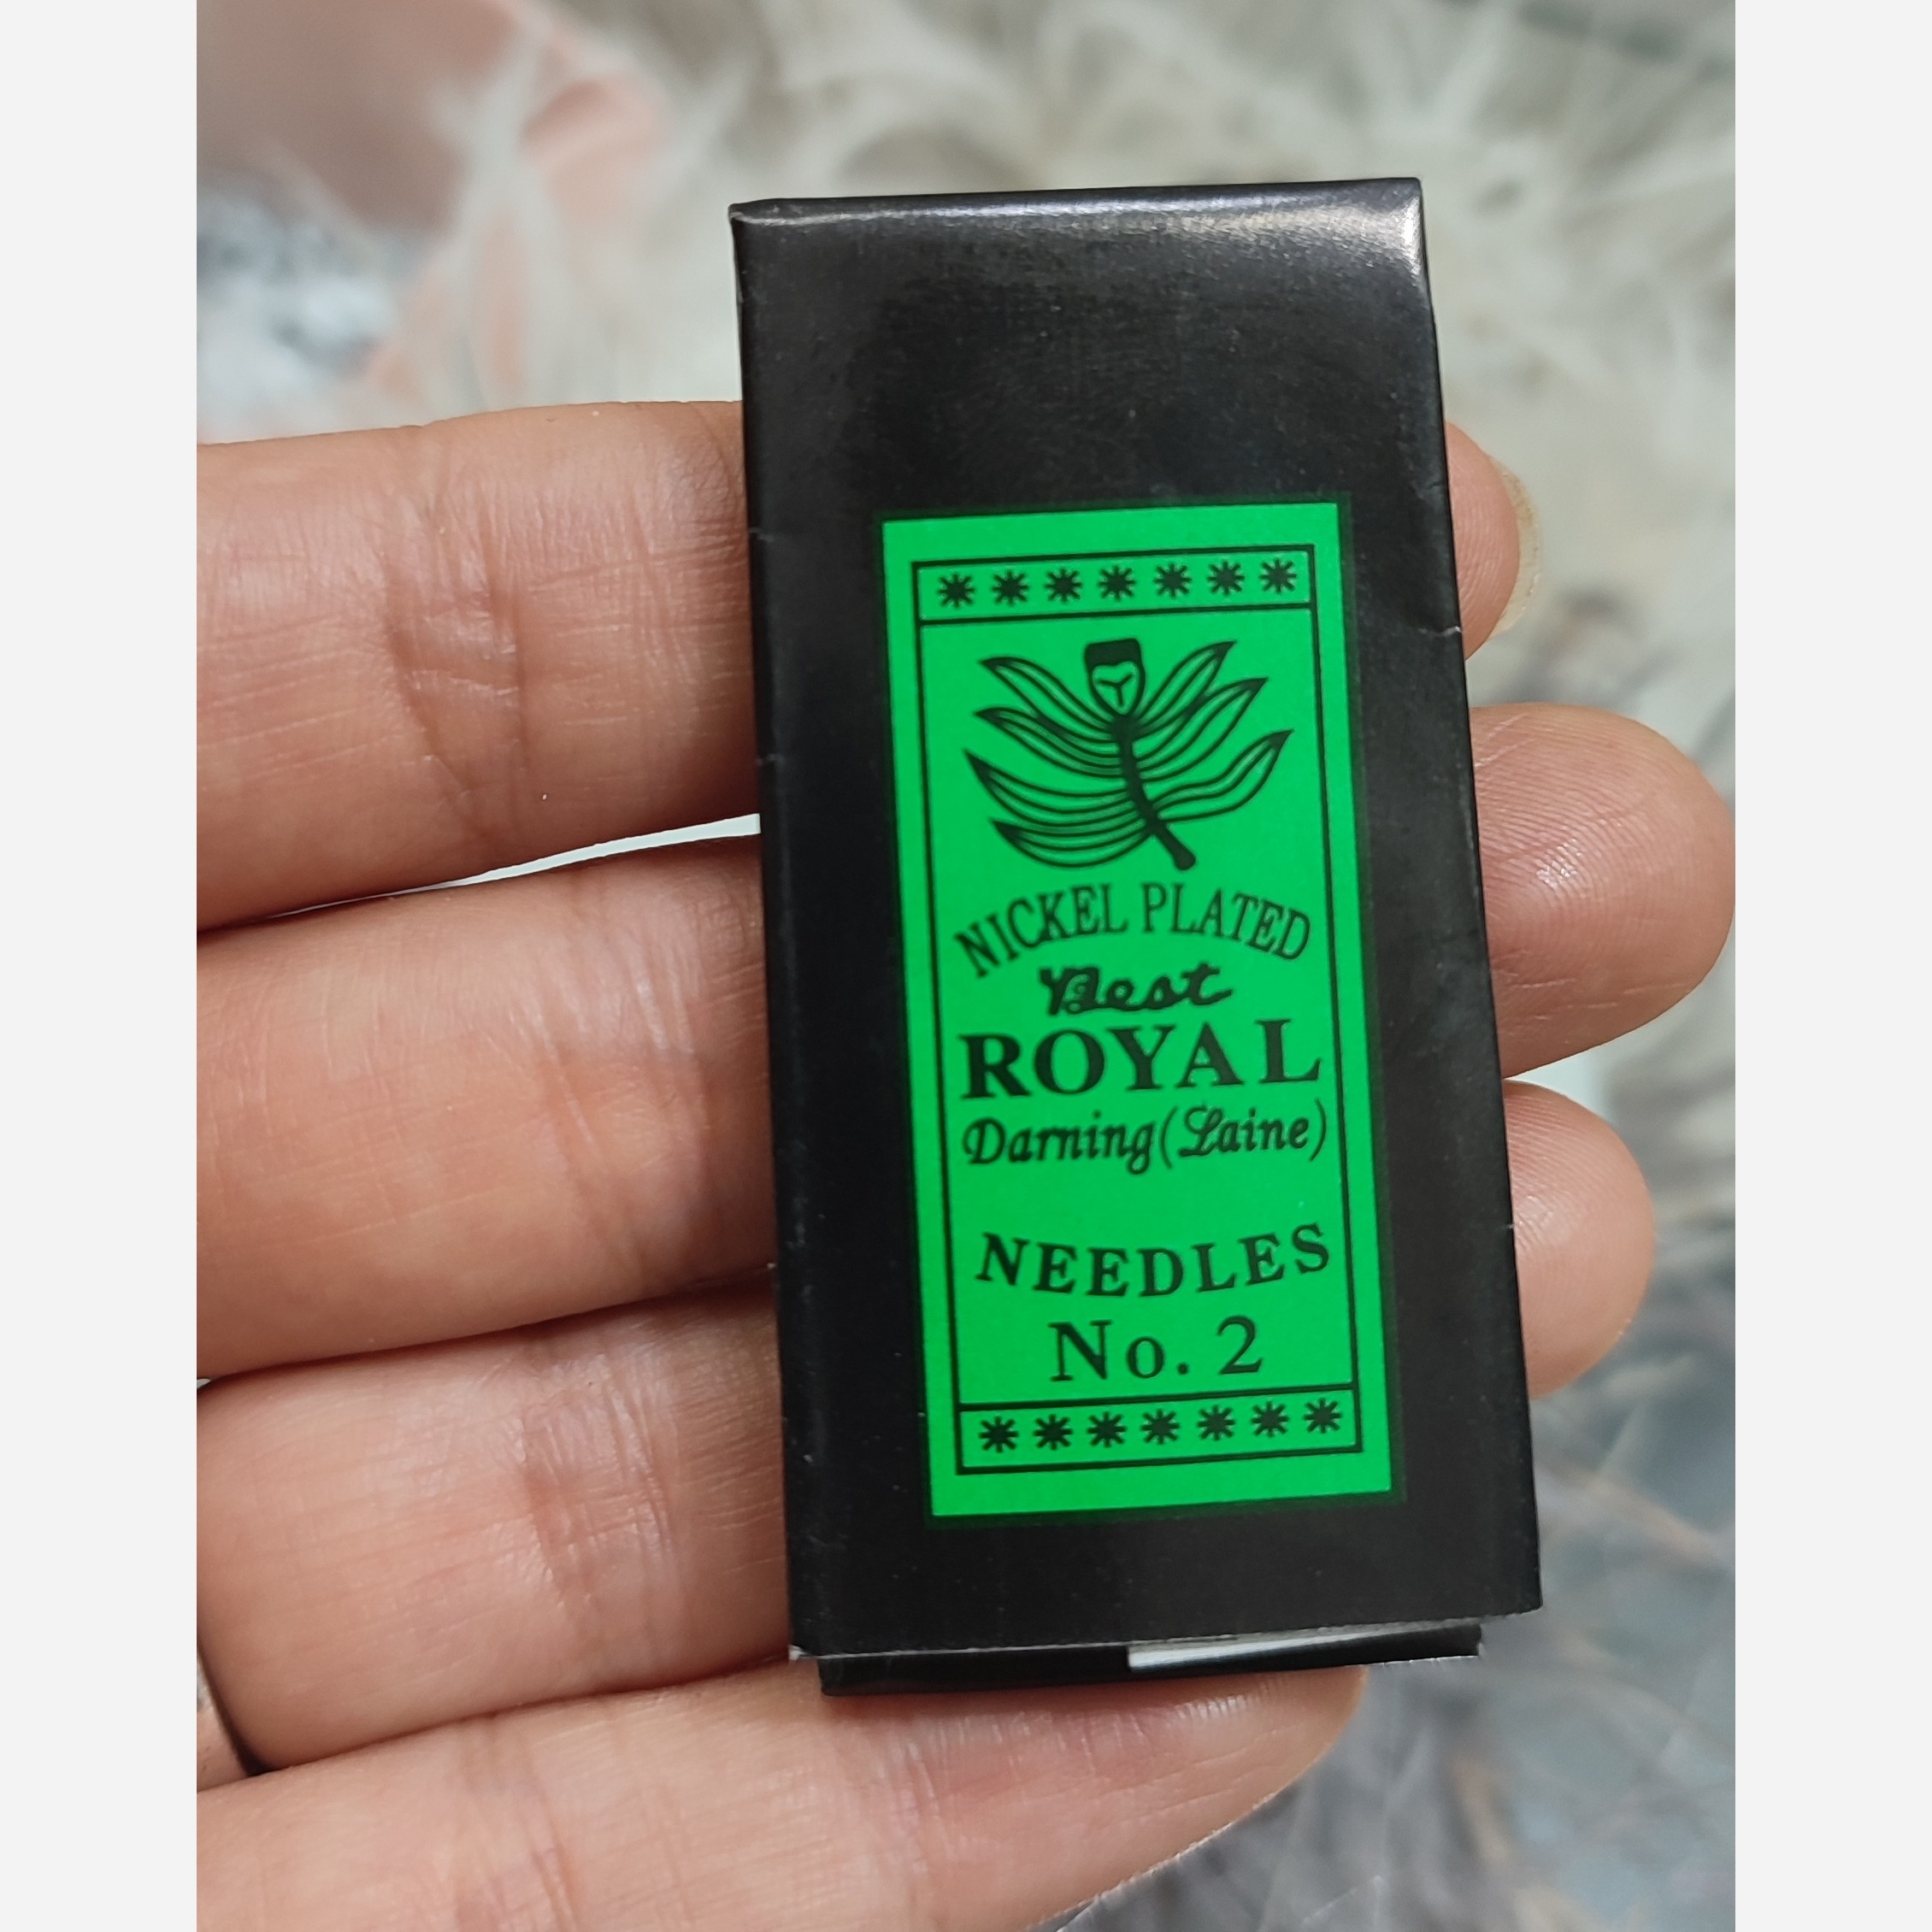 NICKEL PLATED
Best
ROYAL
Darning (Laine)
NEEDLES
No. 2